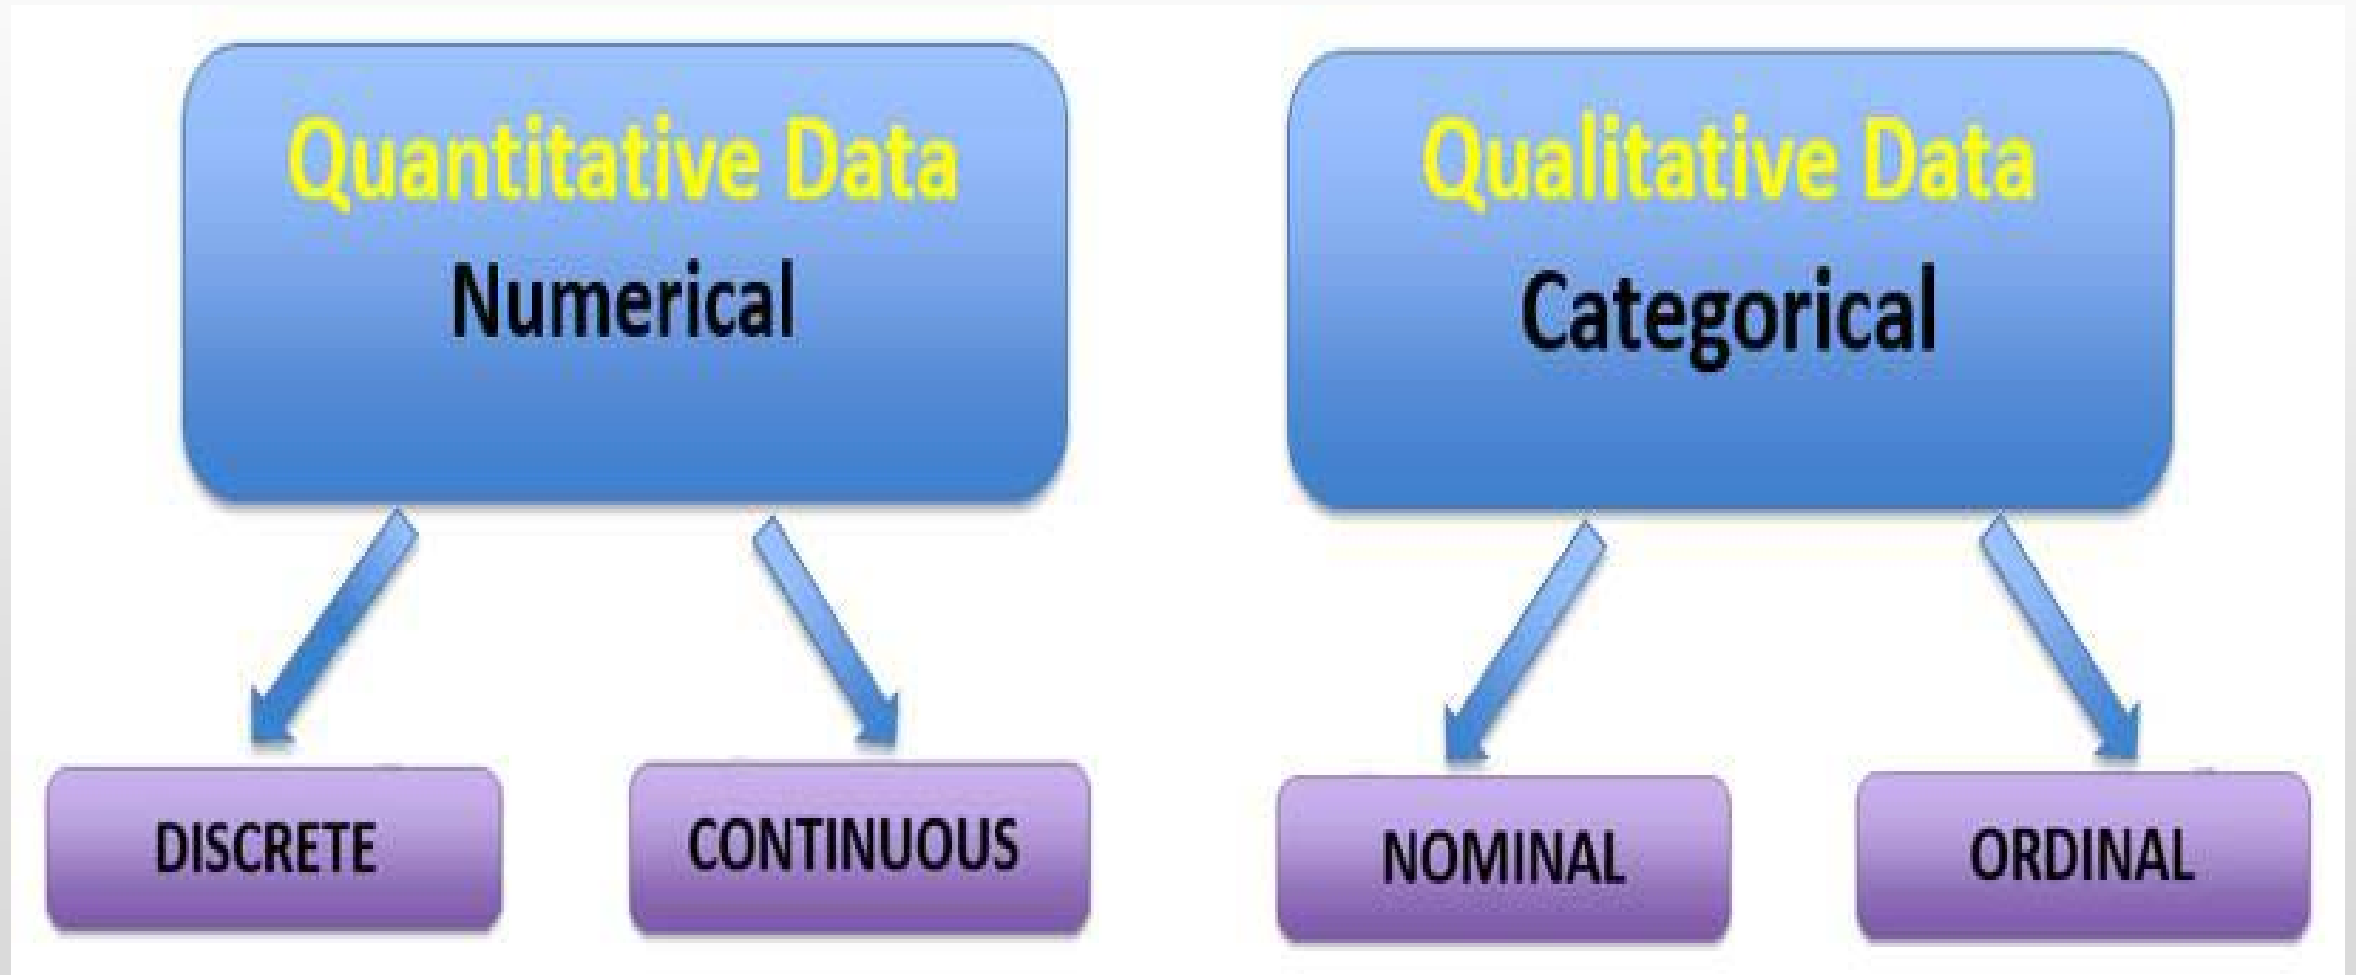 Quantitative Data
Numerical
Qualitative Data
Categorical
DISCRETE
CONTINUOUS
NOMINAL
ORDINAL